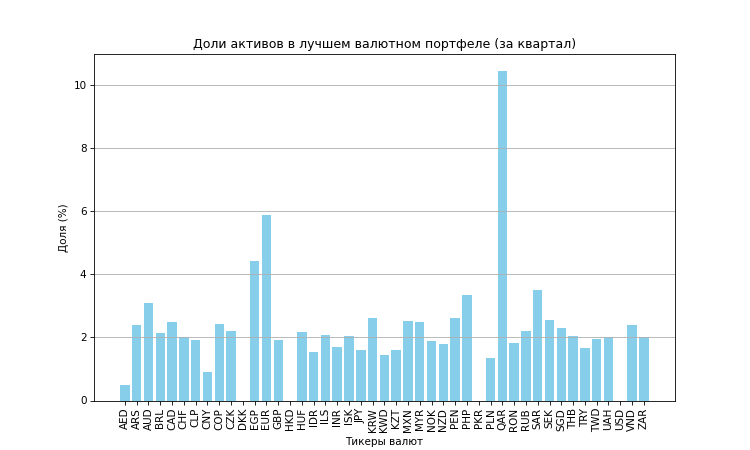 Доли активов в лучшем валютном портфеле (за квартал)
Доля (%)
10
8
6
4
2
0
AED
ARS
AUD
BRL
CAD
CHF
CLP
CNY
COP
CZK
DKK
EGP
EUR
GBP
HKD
HUF
IDR
ILS
INR
ISK
JPY
KRW
KWD
KZT
MXN
MYR
NOK
NZD
PEN
PHP
PKR
PLN
QAR
RON
RUB
SAR
SEK
SGD
THB
TRY
TWD
UAH
USD
VND
ZAR
Тикеры валют